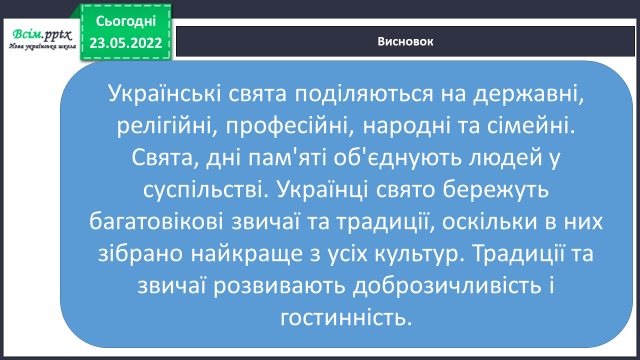 Всім.pptx
Нова українська школа
Сьогодні
23.05.2022
Висновок
Українські свята поділяються на державні,
релігійні, професійні, народні та сімейні.
Свята, дні пам'яті об'єднують людей у
суспільстві. Українці свято бережуть
багатовікові звичаї та традиції, оскільки в них
зібрано найкраще з усіх культур. Традиції та
звичаї розвивають доброзичливість і
гостинність.